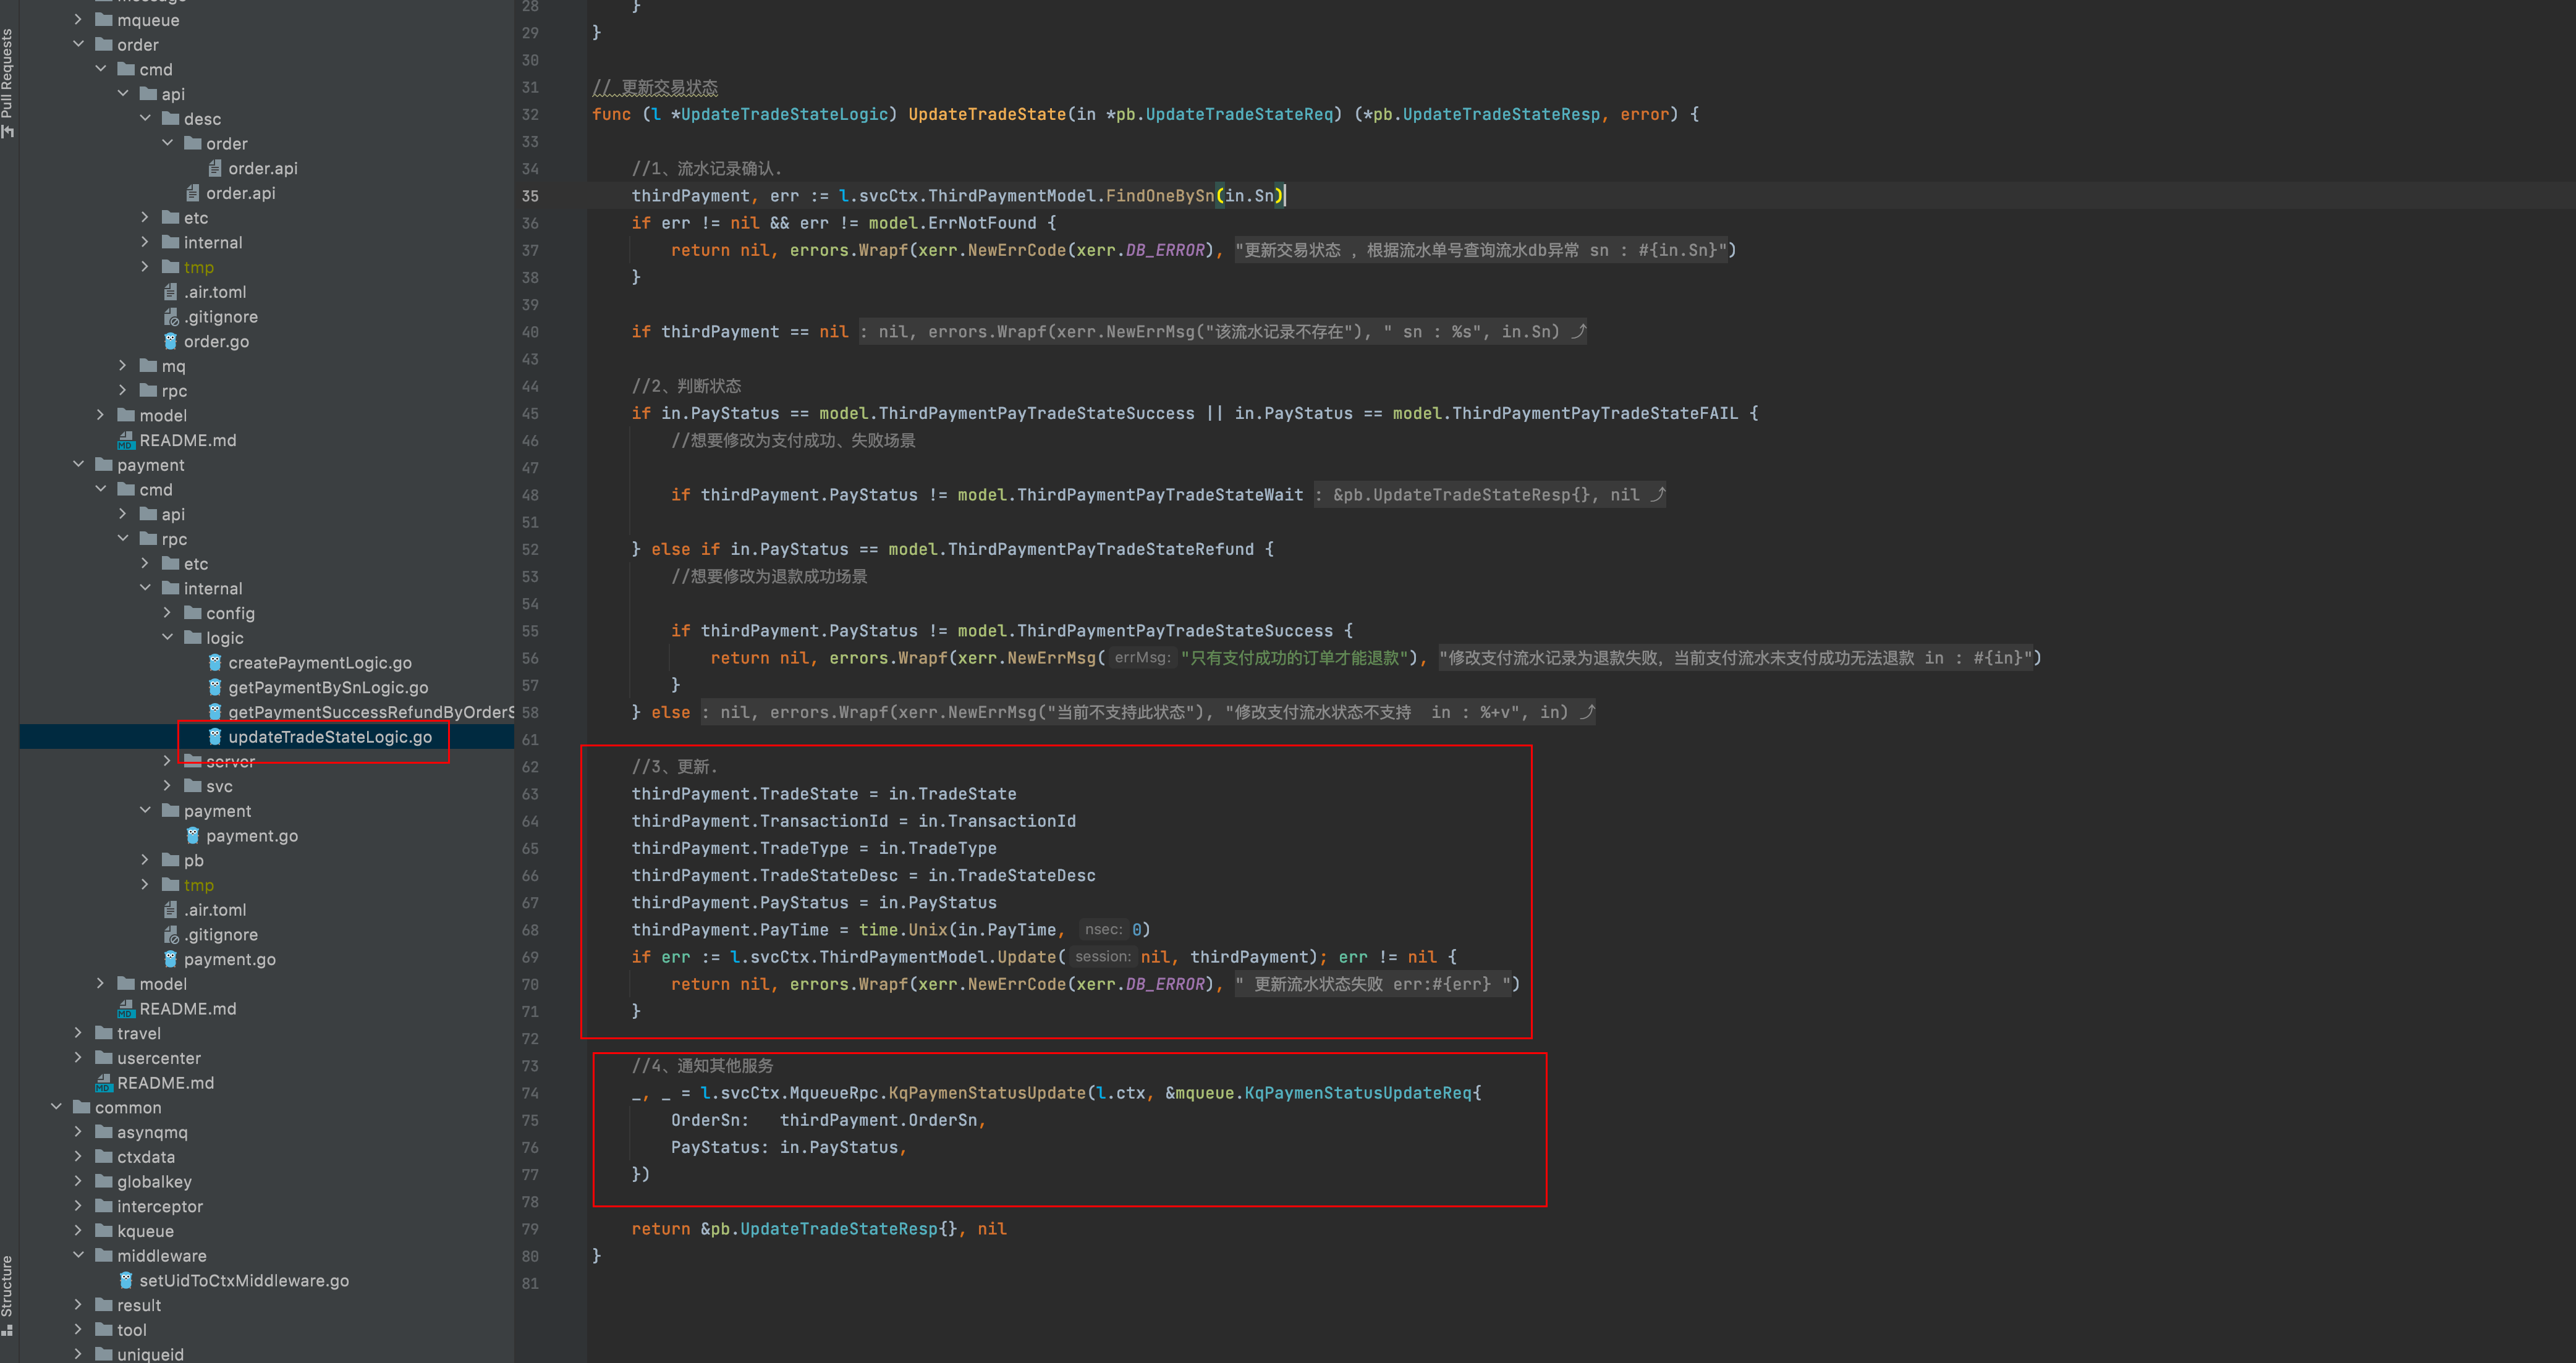 Pull Requests
Structure
message
mqueue
order
cmd
api
desc
order
order.api
order.api
etc
internal
tmp
.air.toml
.gitignore
order.go
mq
rpc
model
README.md
payment
cmd
api
rpc
etc
internal
config
logic
createPaymentLogic.go
getPaymentBySnLogic.go
getPaymentSuccessRefundByOrderS
updateTradeStateLogic.go
server
svc
payment
payment.go
pb
tmp
.air.toml
.gitignore
payment.go
model
README.md
travel
usercenter
README.md
common
asynqmq
ctxdata
globalkey
interceptor
kqueue
middleware
setUidToCtxMiddleware.go
result
tool
uniqueid
28 }
29 }
30
31 // 更新交易状态
32 func (l *UpdateTradeStateLogic) UpdateTradeState(in *pb.UpdateTradeStateReq) (*pb.UpdateTradeStateResp, error) {
33
34 //1、流水记录确认.
35 thirdPayment, err := l.svcCtx.ThirdPaymentModel.FindOneBySn(in.Sn)
36 if err != nil && err != model.ErrNotFound {
37 return nil, errors.Wrapf(xerr.NewErrCode(xerr.DB_ERROR), "更新交易状态 ，根据流水单号查询流水db异常 sn : #{in.Sn}")
38 }
39
40 if thirdPayment == nil : nil, errors.Wrapf(xerr.NewErrMsg("该流水记录不存在"), " sn : %s", in.Sn)
43
44 //2、判断状态
45 if in.PayStatus == model.ThirdPaymentPayTradeStateSuccess || in.PayStatus == model.ThirdPaymentPayTradeStateFAIL {
46 //想要修改为支付成功、失败场景
47
48 if thirdPayment.PayStatus != model.ThirdPaymentPayTradeStateWait : &pb.UpdateTradeStateResp{}, nil
51
52 } else if in.PayStatus == model.ThirdPaymentPayTradeStateRefund {
53 //想要修改为退款成功场景
54
55 if thirdPayment.PayStatus != model.ThirdPaymentPayTradeStateSuccess {
56 return nil, errors.Wrapf(xerr.NewErrMsg( errMsg: "只有支付成功的订单才能退款"), "修改支付流水记录为退款失败，当前支付流水未支付成功无法退款 in : #{in}")
57 }
58 } else : nil, errors.Wrapf(xerr.NewErrMsg("当前不支持此状态"), "修改支付流水状态不支持  in : %+v", in)
61
62 //3、更新.
63 thirdPayment.TradeState = in.TradeState
64 thirdPayment.TransactionId = in.TransactionId
65 thirdPayment.TradeType = in.TradeType
66 thirdPayment.TradeStateDesc = in.TradeStateDesc
67 thirdPayment.PayStatus = in.PayStatus
68 thirdPayment.PayTime = time.Unix(in.PayTime, nsec: 0)
69 if err := l.svcCtx.ThirdPaymentModel.Update( session: nil, thirdPayment); err != nil {
70 return nil, errors.Wrapf(xerr.NewErrCode(xerr.DB_ERROR), " 更新流水状态失败 err:#{err} ")
71 }
72
73 //4、通知其他服务
74 _, _ = l.svcCtx.MqueueRpc.KqPaymenStatusUpdate(l.ctx, &mqueue.KqPaymenStatusUpdateReq{
75 OrderSn: thirdPayment.OrderSn,
76 PayStatus: in.PayStatus,
77 })
78
79 return &pb.UpdateTradeStateResp{}, nil
80 }
81